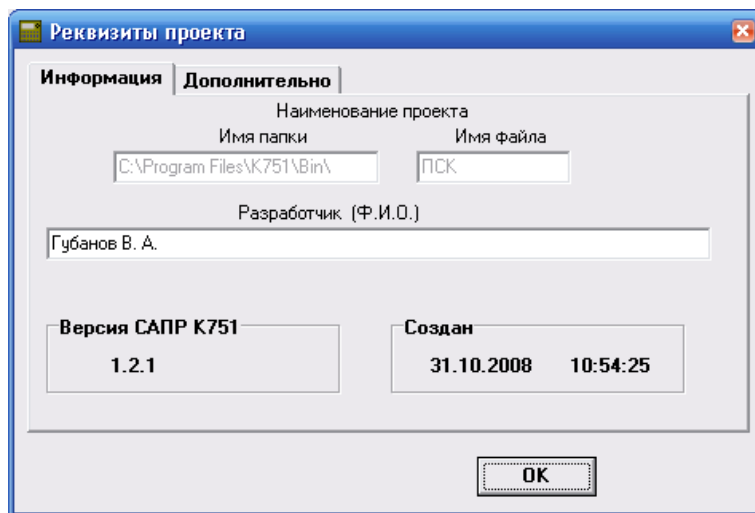 Реквизиты проекта
Информация Дополнительно
Наименование проекта
Имя папки Имя файла
C:\Program Files\K751\Bin\ ПСК
Разработчик (Ф.И.О.)
Губанов В. А.
Версия САПР К751 Создан
1.2.1 31.10.2008 10:54:25
OK